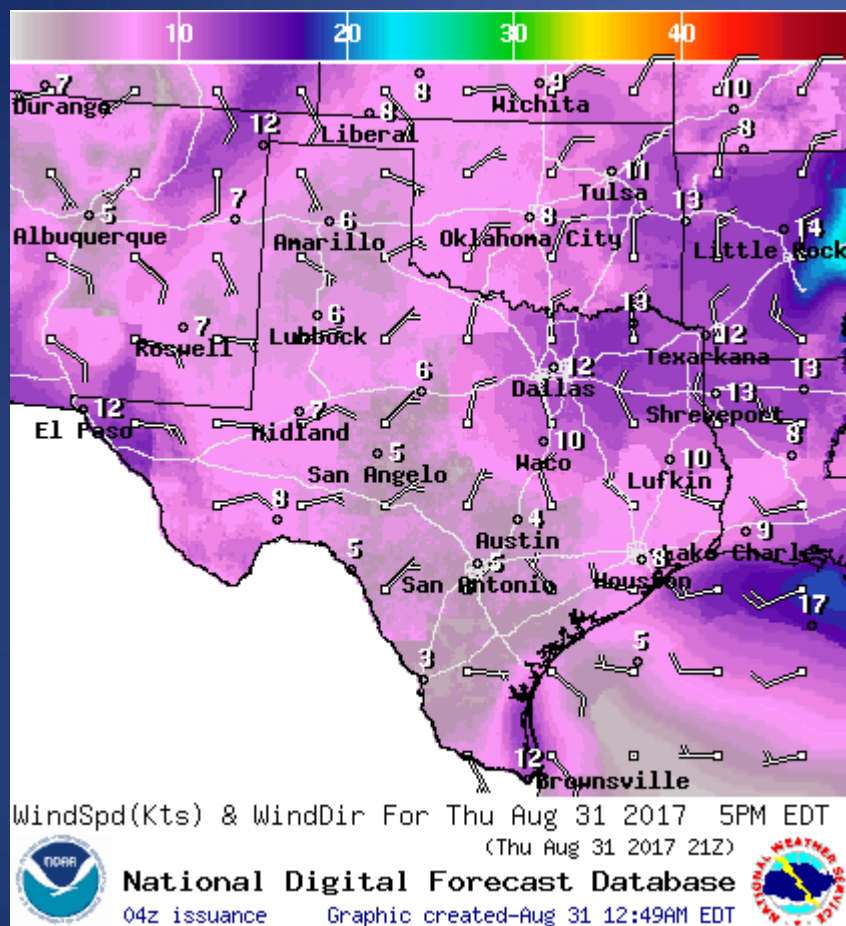 10 20 30 40
7 8 9 10
Durango Wichita
12 8 8
Liberal
11
Tulsa
5 7 6 8 13 14
Albuquerque Amarillo Oklahoma City Little Rock
7 6 13 12
Roswell Lubbock Texarkana
6 12 13 13
Dallas
12 7 Shreveport
El Paso Midland
5 10 10 8
San Angelo Waco Lufkin
8 4 9
Austin Lake Charles
5 5 8
San Antonio Houston
17
3 5
12
Brownsville
WindSpd(Kts) & WindDir For Thu Aug 31 2017 5PM EDT
(Thu Aug 31 2017 21Z)
NOAA
National Digital Forecast Database
04z issuance Graphic created-Aug 31 12:49AM EDT
NATIONAL WEATHER SERVICE